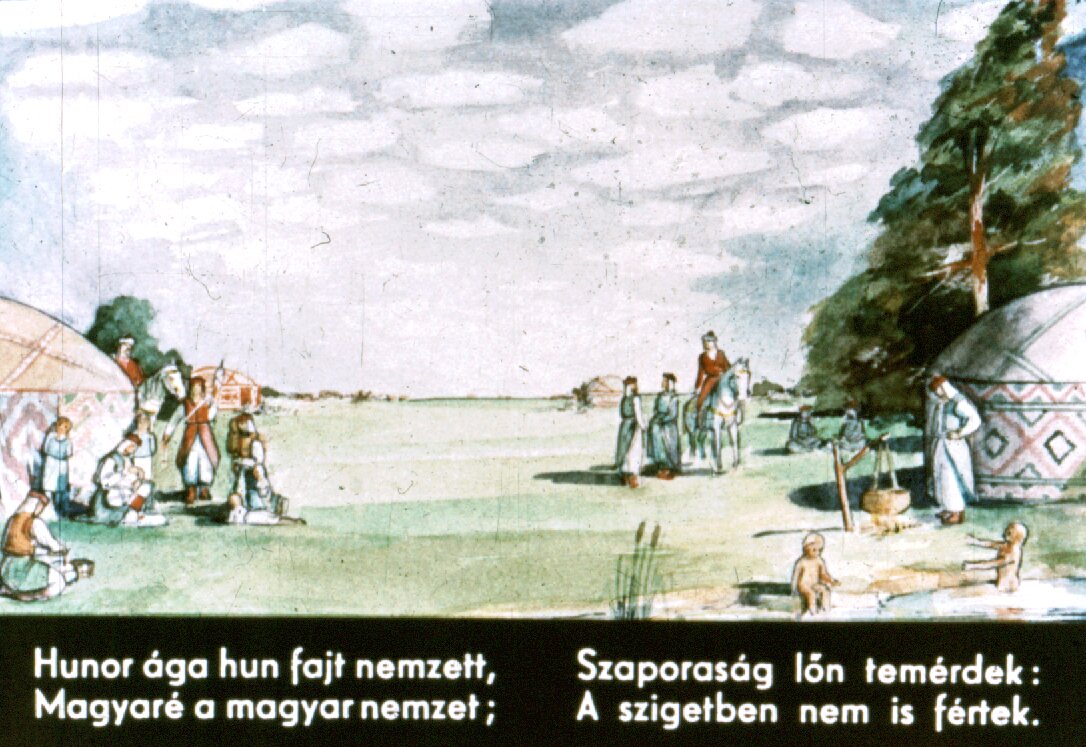 Hunor ága hun fajt nemzett,
Magyaré a magyar nemzet;
Szaporaság lőn temérdek:
A szigetben nem is fértek.